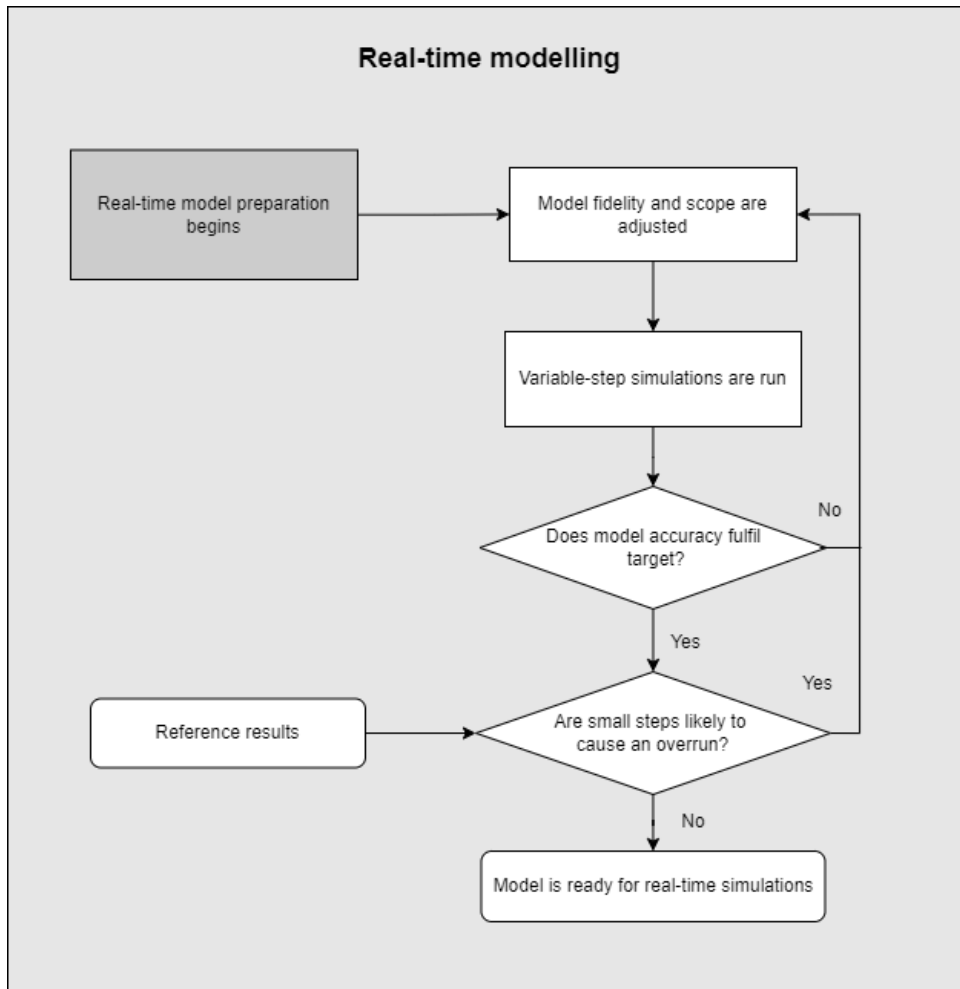 Real-time modelling
Real-time model preparation
begins
Model fidelity and scope are
adjusted
Variable-step simulations are run
Does model accuracy fulfil
target?
No
Yes
Yes
Reference results
Are small steps likely to
cause an overrun?
No
Model is ready for real-time simulations